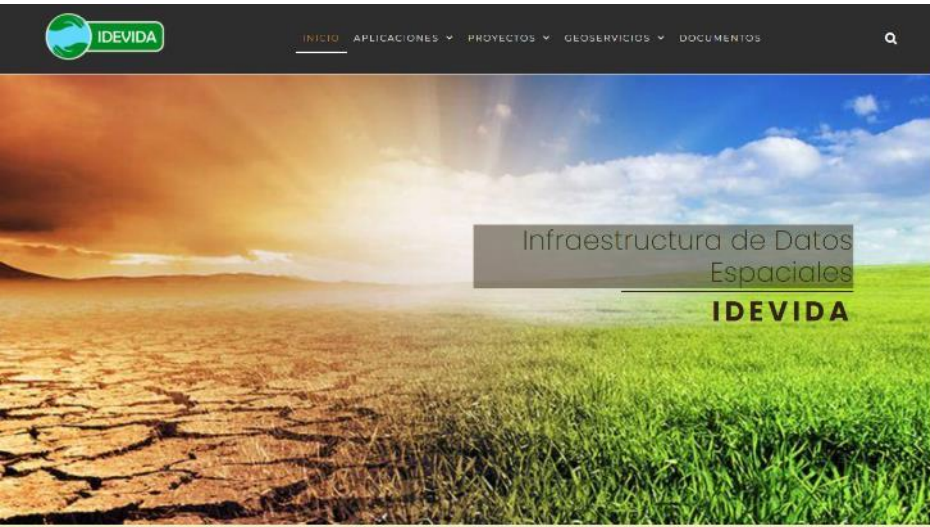 IDEVIDA
INICIO APLICACIONES PROYECTOS GEOSERVICIOS DOCUMENTOS
Infraestructura de Datos
Espaciales
IDEVIDA